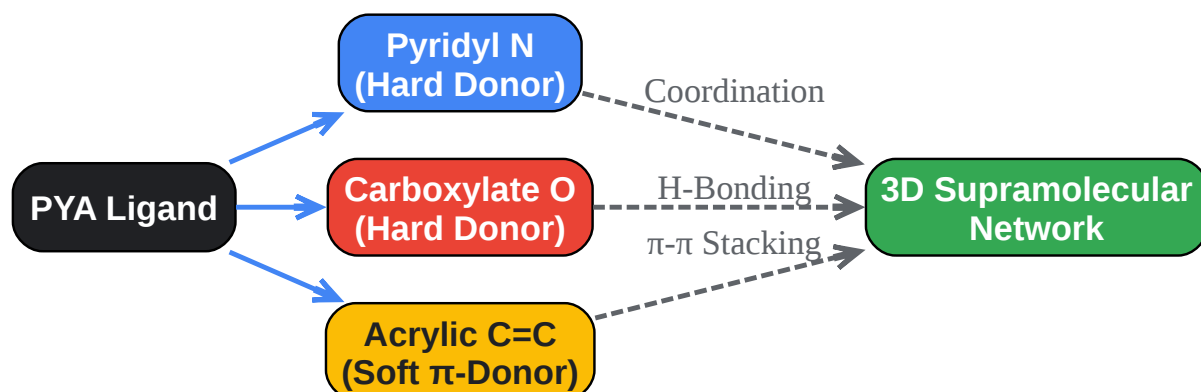 PYA Ligand
Pyridyl N
(Hard Donor)
Carboxylate O
(Hard Donor)
Acrylic C=C
(Soft π-Donor)
Coordination
H-Bonding
π-π Stacking
3D Supramolecular
Network